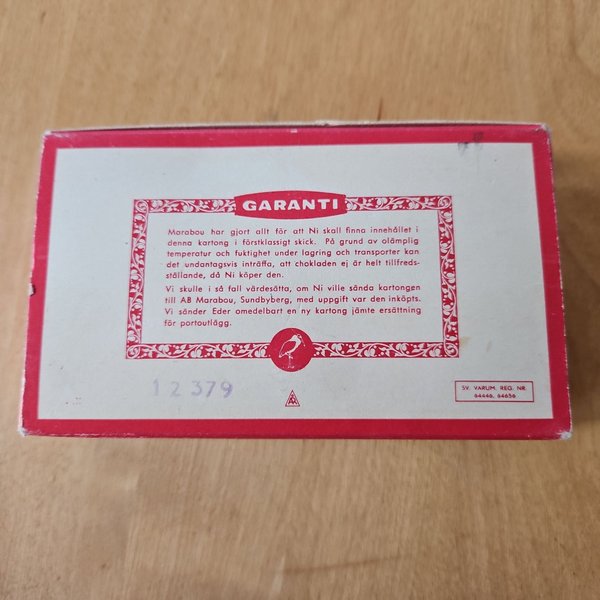 GARANTI
Marabou har gjort allt för att Ni skall finna innehållet i
denna kartong i förstklassigt skick. På grund av olämplig
temperatur och fuktighet under lagring och transporter kan
det undantagsvis inträffa, att chokladen ej är helt tillfreds-
ställande, då Ni köper den.
Vi skulle i så fall värdesätta, om Ni ville sända kartongen
till AB Marabou, Sundbyberg, med uppgift var den inköpts.
Vi sänder Eder omedelbart en ny kartong jämte ersättning
för portoutlägg.
12379
SV. VARUM. REG. NR.
64446, 64656